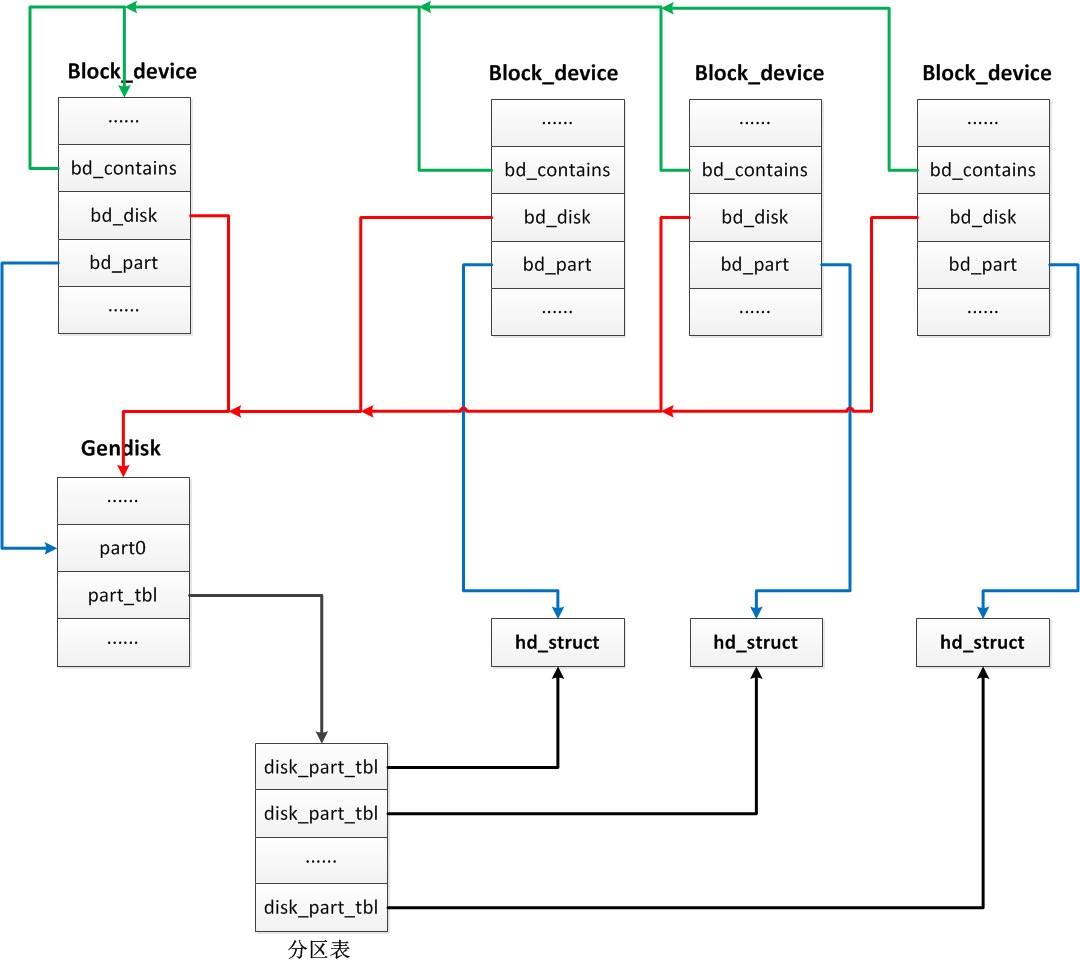 Block_device
……
bd_contains
bd_disk
bd_part
……
Block_device
……
bd_contains
bd_disk
bd_part
……
Block_device
……
bd_contains
bd_disk
bd_part
……
Block_device
……
bd_contains
bd_disk
bd_part
……
Gendisk
……
part0
part_tbl
……
hd_struct
hd_struct
hd_struct
disk_part_tbl
disk_part_tbl
……
disk_part_tbl
分区表